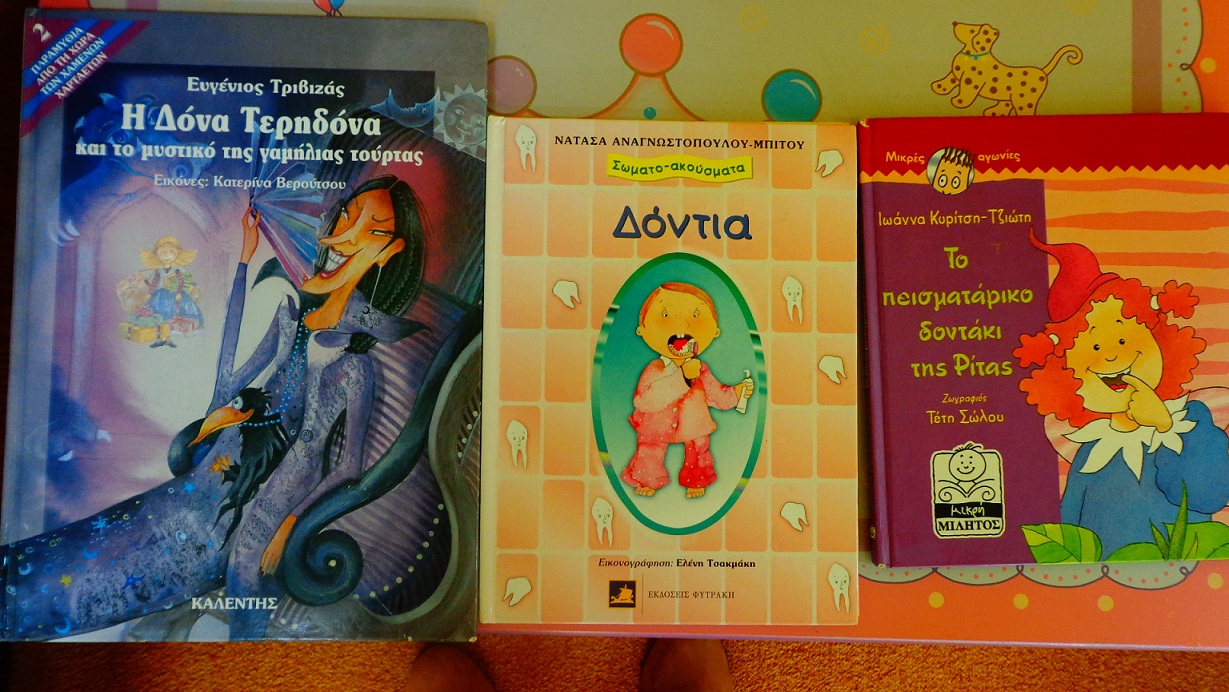 2
ΠΑΡΑΜΥΘΙΑ
ΑΠΟ ΤΗ ΧΩΡΑ
ΤΩΝ ΧΑΜΕΝΩΝ
ΧΑΡΤΑΕΤΩΝ
Ευγένιος Τριβιζάς
Η Δόνα Τερηδόνα
και το μυστικό της γαμήλιας τούρτας
Εικόνες: Κατερίνα Βερούτσου
ΚΑΛΕΝΤΗΣ
ΝΑΤΑΣΑ ΑΝΑΓΝΩΣΤΟΠΟΥΛΟΥ-ΜΠΙΤΟΥ
Σωματο-ακούσματα
Δόντια
Εικονογράφηση: Ελένη Τσακμάκη
ΕΚΔΟΣΕΙΣ ΦΥΤΡΑΚΗ
Μικρές αγωνίες
Ιωάννα Κυρίτση-Τζιώτη
Το
πεισματάρικο
δοντάκι
της Ρίτας
Ζωγραφιές
Τέτη Σώλου
μικρή
ΜΙΛΗΤΟΣ